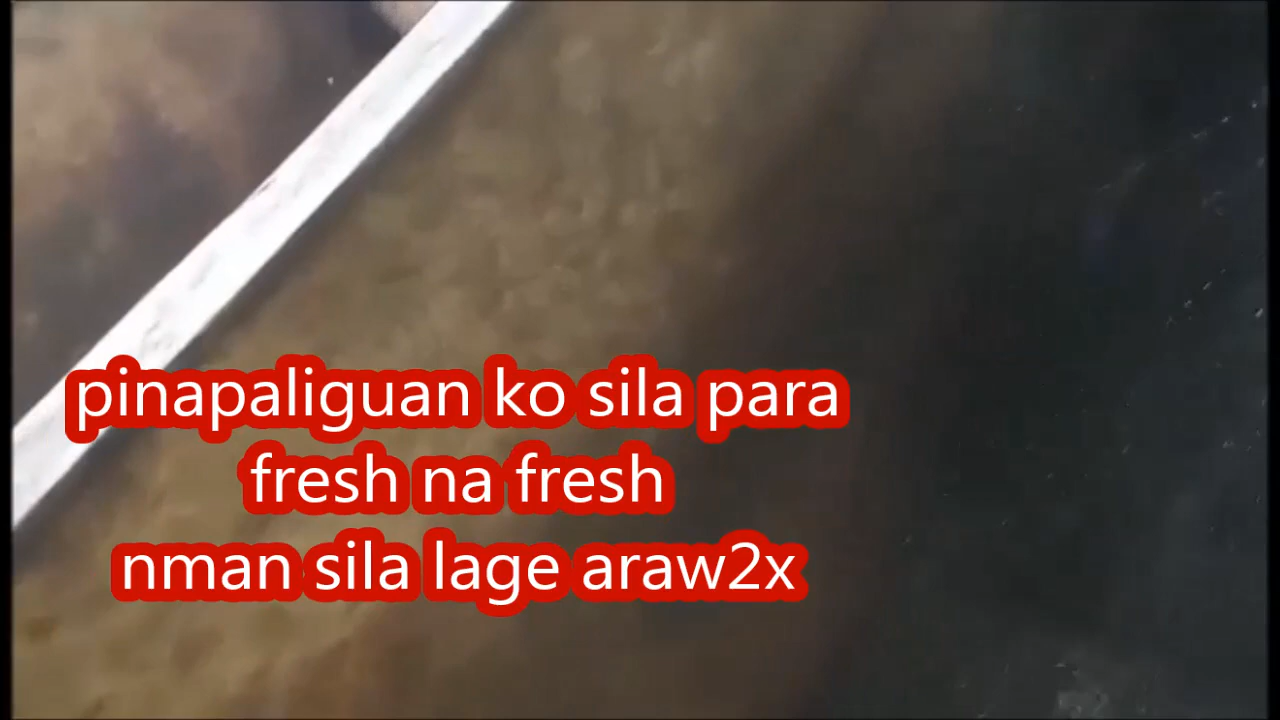 pinapaliguan ko sila para
fresh na fresh
nman sila lage araw2x